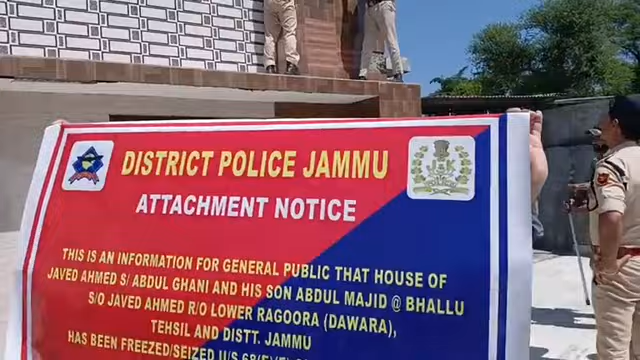 DISTRICT POLICE JAMMU
ATTACHMENT NOTICE
THIS IS AN INFORMATION FOR GENERAL PUBLIC THAT HOUSE OF
JAVED AHMED S/ ABDUL GHANI AND HIS SON ABDUL MAJID @ BHALLU
S/O JAVED AHMED R/O LOWER RAGOORA (DAWARA),
TEHSIL AND DISTT. JAMMU
HAS BEEN FREEZED/SEIZED U/S